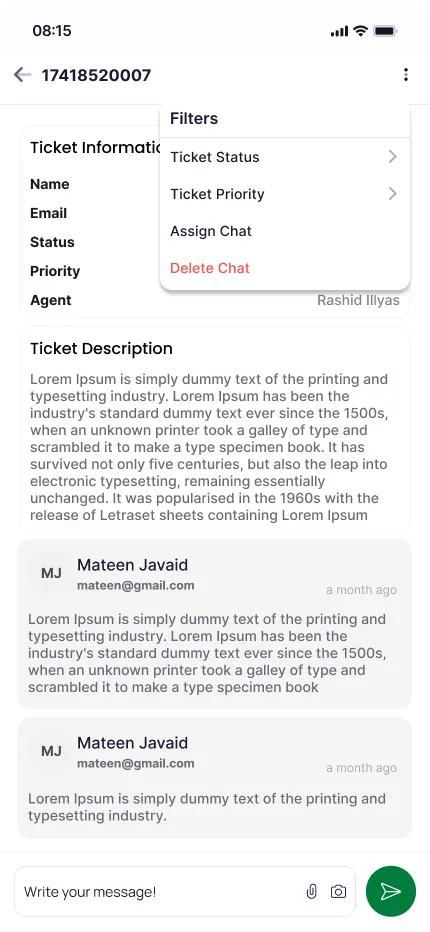 08:15
17418520007
Filters
Ticket Status
Ticket Priority
Assign Chat
Delete Chat
Ticket Informatio
Name
Email
Status
Priority
Agent Rashid Illyas
Ticket Description
Lorem Ipsum is simply dummy text of the printing and
typesetting industry. Lorem Ipsum has been the
industry's standard dummy text ever since the 1500s,
when an unknown printer took a galley of type and
scrambled it to make a type specimen book. It has
survived not only five centuries, but also the leap into
electronic typesetting, remaining essentially
unchanged. It was popularised in the 1960s with the
release of Letraset sheets containing Lorem Ipsum
MJ
Mateen Javaid
mateen@gmail.com
a month ago
Lorem Ipsum is simply dummy text of the printing and
typesetting industry. Lorem Ipsum has been the
industry's standard dummy text ever since the 1500s,
when an unknown printer took a galley of type and
scrambled it to make a type specimen book
MJ
Mateen Javaid
mateen@gmail.com
a month ago
Lorem Ipsum is simply dummy text of the printing and
typesetting industry.
Write your message!